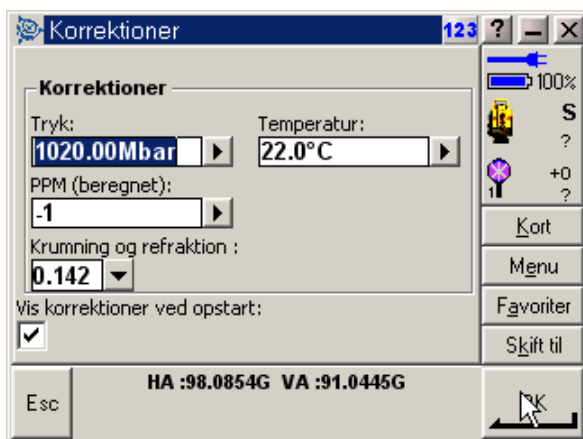 Korrektioner 123 ?
Korrektioner
100%
Tryk: Temperatur:
1020.00Mbar 22.0°C
S
?
PPM (beregnet):
-1
+0
1 ?
Krumning og refraktion :
0.142
Kort
Menu
Vis korrektioner ved opstart:
Favoriter
Skift til
HA :98.0854G VA :91.0445G
Esc